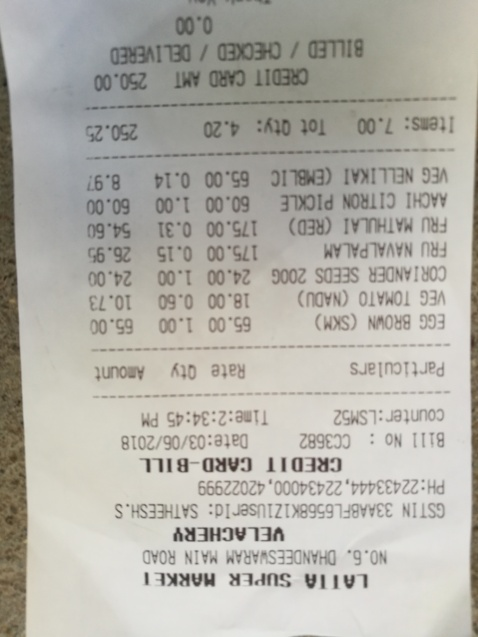 LATIA SUPER MARKET
NO.6. DHANDEESWARAM MAIN ROAD
VELACHERY
GSTIN 33AABFL6568K1Z1UserId: SATHEESH.S
PH:22433444,22434000,42022999
CREDIT CARD-BILL
Bill No : CC3682 Date:03/06/2018
counter:LSM52 Time:2:34:45 PM
Particulars Rate Qty Amount
EGG BROWN (SKM) 65.00 1.00 65.00
VEG TOMATO (NADU) 18.00 0.60 10.73
CORIANDER SEEDS 200G 24.00 1.00 24.00
FRU NAVALPALAM 175.00 0.15 26.95
FRU MATHULAI (RED) 175.00 0.31 54.60
AACHI CITRON PICKLE 60.00 1.00 60.00
VEG NELLIKAI (EMBLIC 65.00 0.14 8.97
Items: 7.00 Tot Qty: 4.20 250.25
CREDIT CARD AMT 250.00
BILLED / CHECKED / DELIVERED
0.00